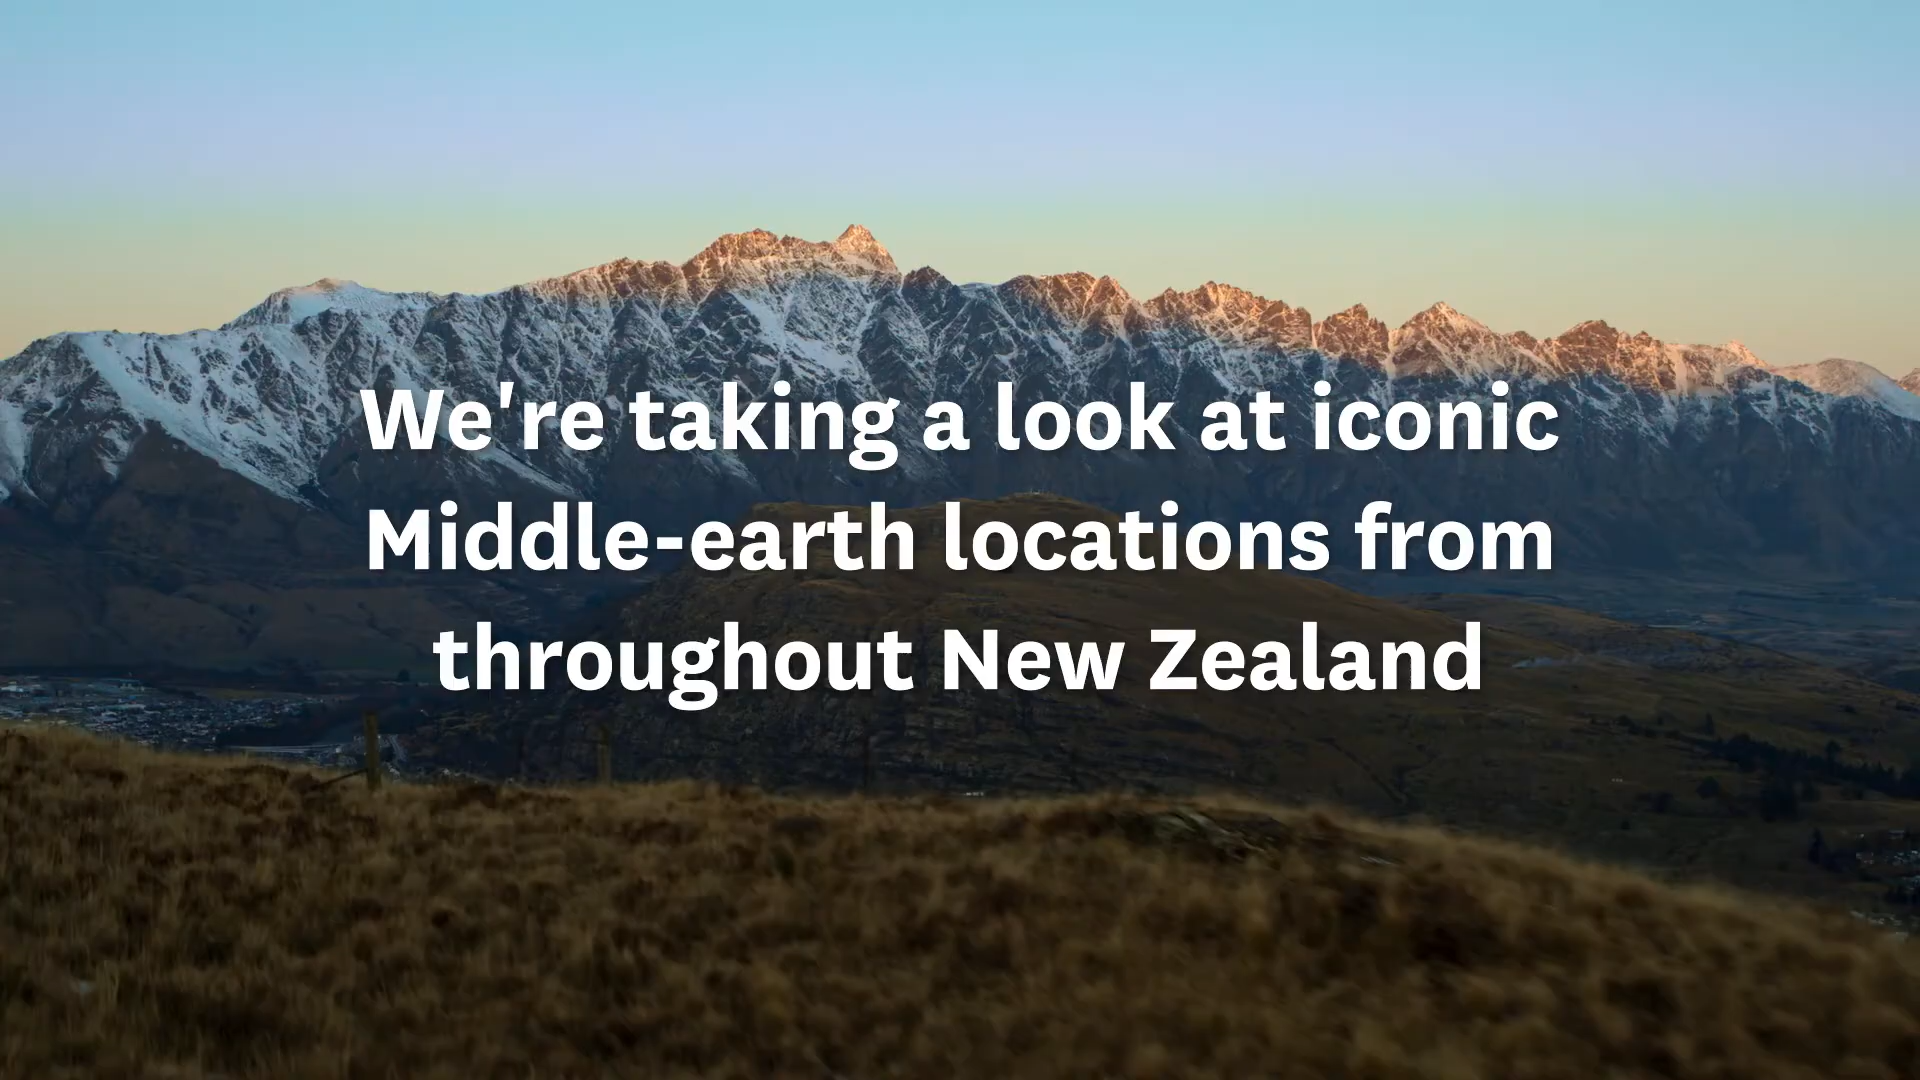 We're taking a look at iconic
Middle-earth locations from
throughout New Zealand